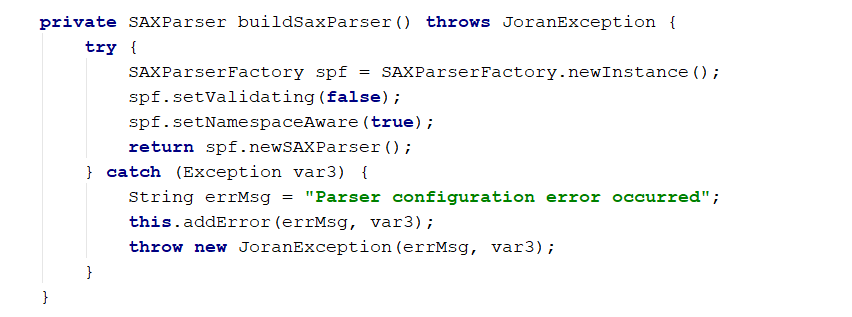 private SAXParser buildSaxParser() throws JoranException {
    try {
        SAXParserFactory spf = SAXParserFactory.newInstance();
        spf.setValidating(false);
        spf.setNamespaceAware(true);
        return spf.newSAXParser();
    } catch (Exception var3) {
        String errMsg = "Parser configuration error occurred";
        this.addError(errMsg, var3);
        throw new JoranException(errMsg, var3);
    }
}